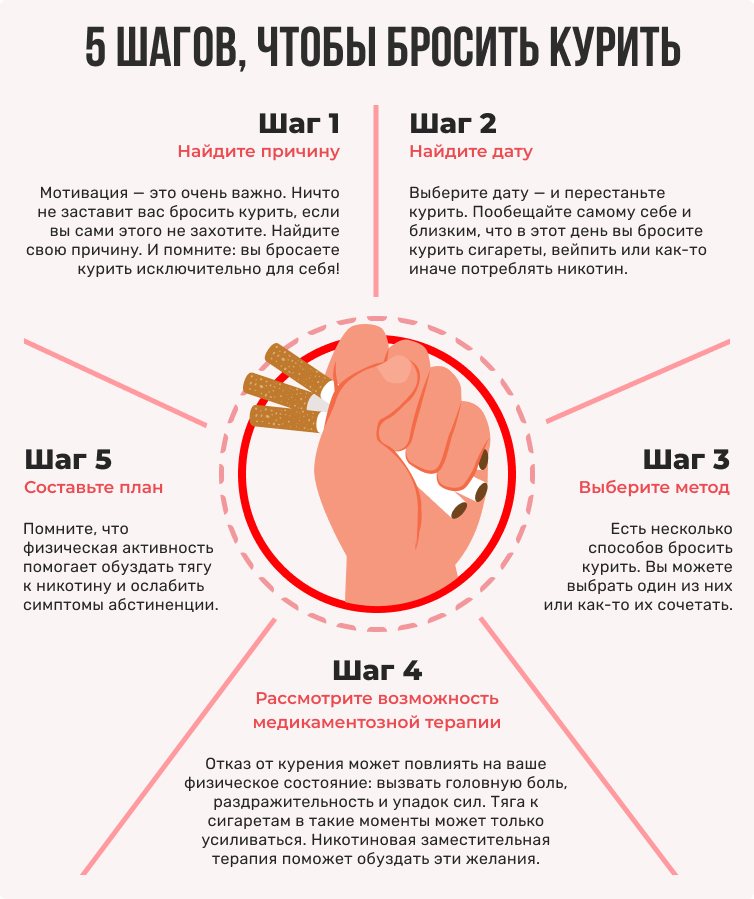 5 ШАГОВ, ЧТОБЫ БРОСИТЬ КУРИТЬ
Шаг 1
Найдите причину
Мотивация — это очень важно. Ничто
не заставит вас бросить курить, если
вы сами этого не захотите. Найдите
свою причину. И помните: вы бросаете
курить исключительно для себя!
Шаг 2
Найдите дату
Выберите дату — и перестаньте
курить. Пообещайте самому себе и
близким, что в этот день вы бросите
курить сигареты, вейпить или как-то
иначе потреблять никотин.
Шаг 3
Выберите метод
Есть несколько
способов бросить
курить. Вы можете
выбрать один из них
или как-то их сочетать.
Шаг 4
Рассмотрите возможность
медикаментозной терапии
Отказ от курения может повлиять на ваше
физическое состояние: вызвать головную боль,
раздражительность и упадок сил. Тяга к
сигаретам в такие моменты может только
усиливаться. Никотиновая заместительная
терапия поможет обуздать эти желания.
Шаг 5
Составьте план
Помните, что
физическая активность
помогает обуздать тягу
к никотину и ослабить
симптомы абстиненции.